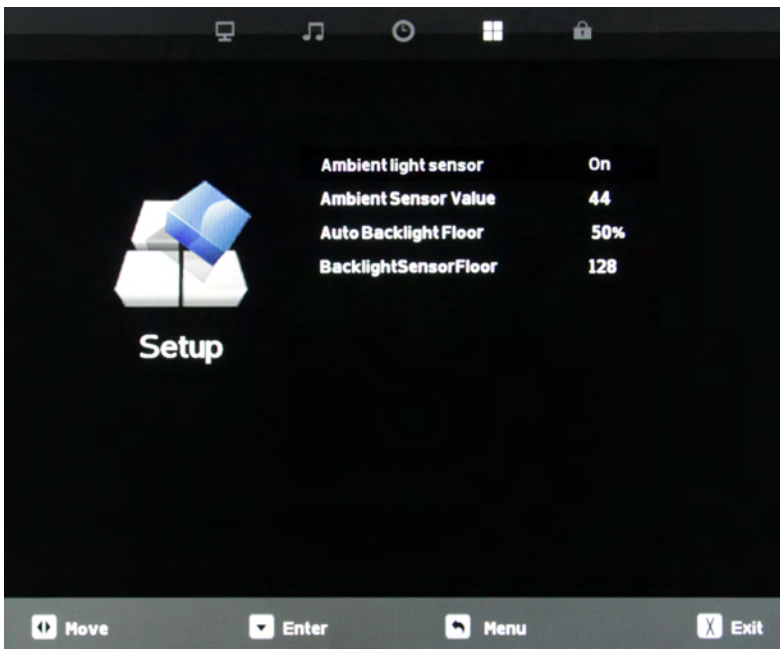 Ambient light sensor On
Ambient Sensor Value 44
Auto Backlight Floor 50%
BacklightSensorFloor 128
Setup
Move Enter Menu X Exit